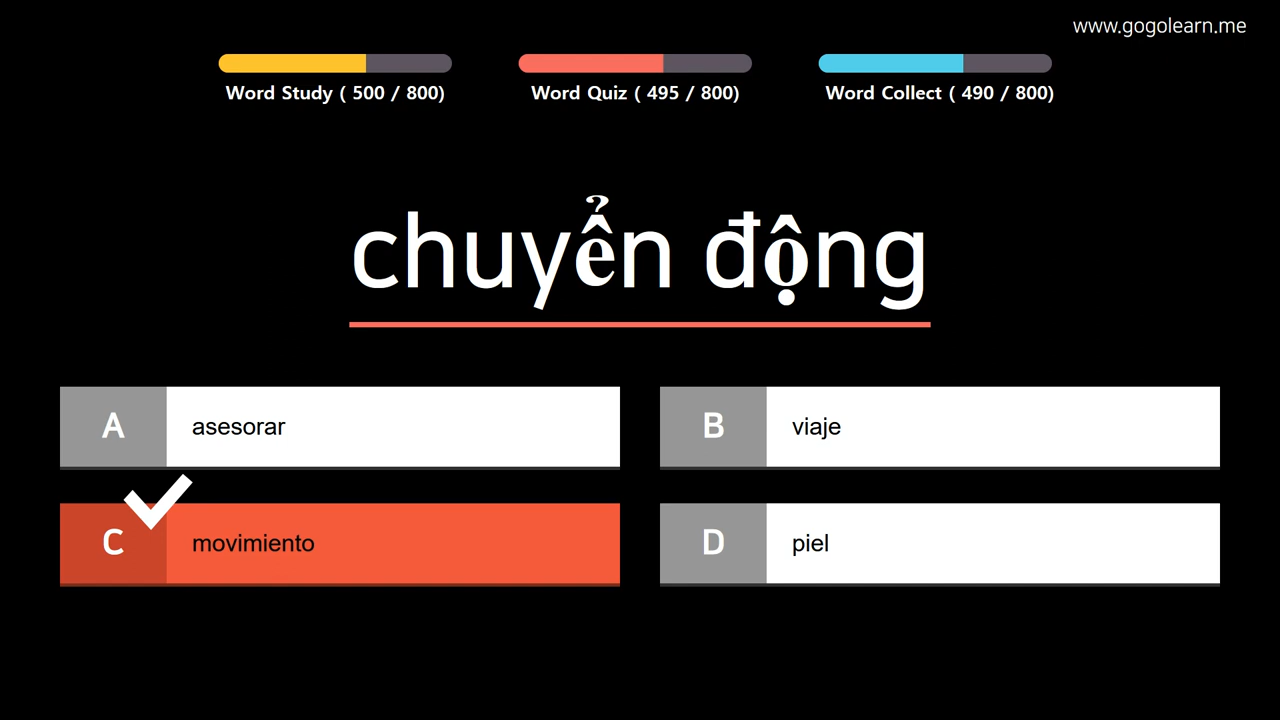 www.gogolearn.me
Word Study ( 500 / 800)
Word Quiz ( 495 / 800)
Word Collect ( 490 / 800)
chuyển động
A asesorar
B viaje
C movimiento
D piel